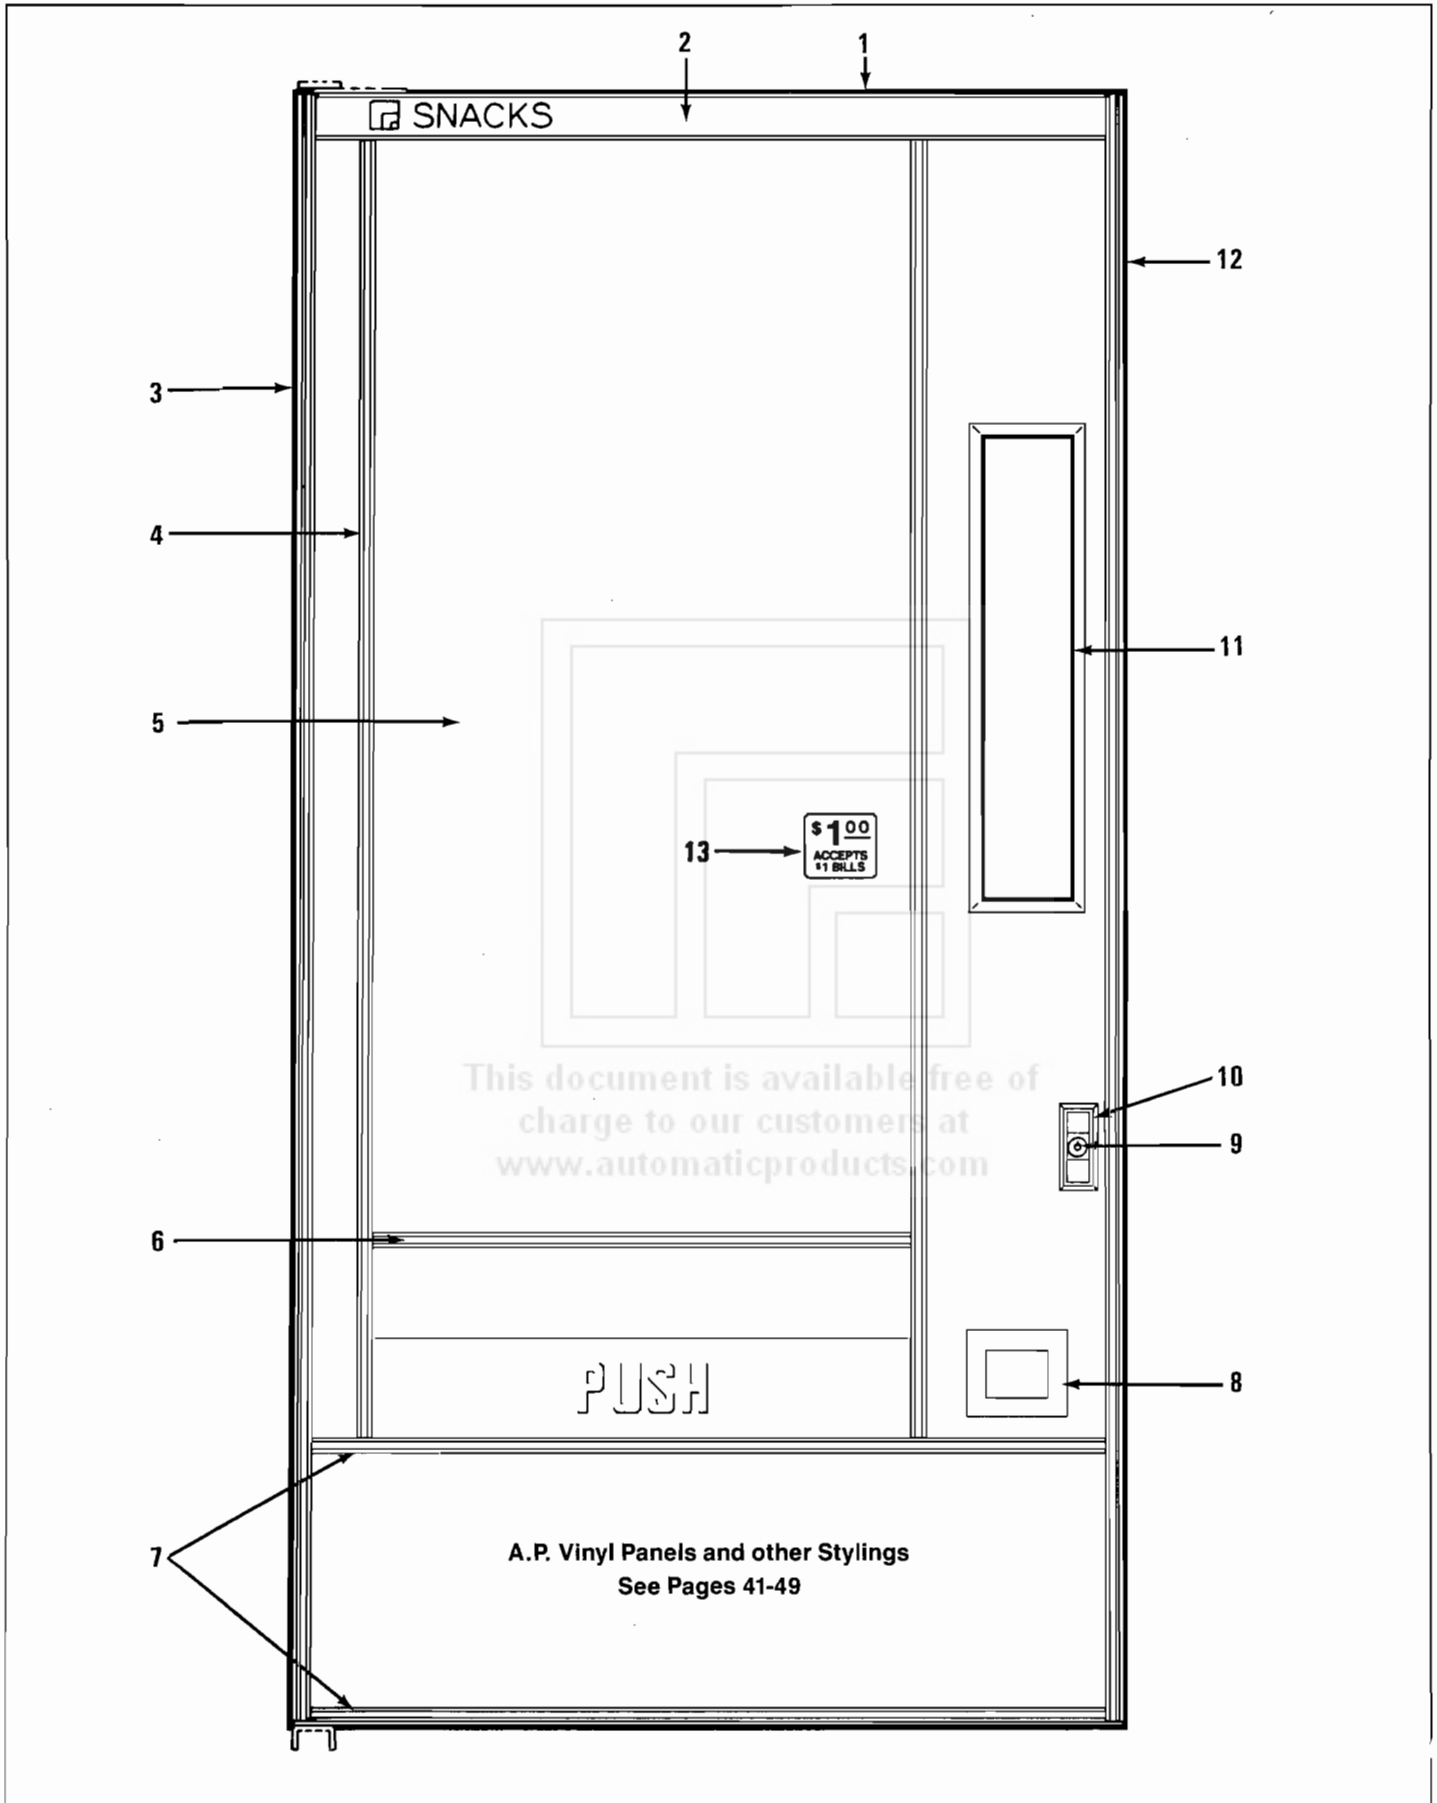 2
1
SNACKS
12
3
4
11
5
$1.00
ACCEPTS
$1 BILLS
13
This document is available free of
charge to our customers at
www.automaticproducts.com
10
9
6
8
PUSH
7
A.P. Vinyl Panels and other Stylings
See Pages 41-49